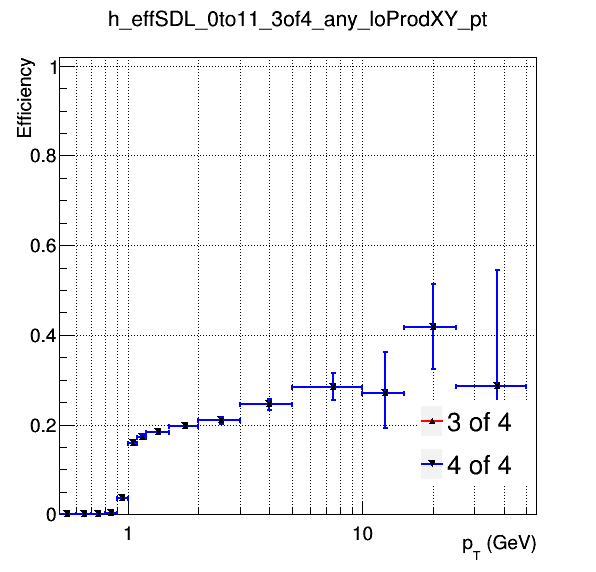 h_effSDL_0to11_3of4_any_loProdXY_pt
Efficiency
1
0.8
0.6
0.4
0.2
0
3 of 4
4 of 4
1
10
p_T (GeV)